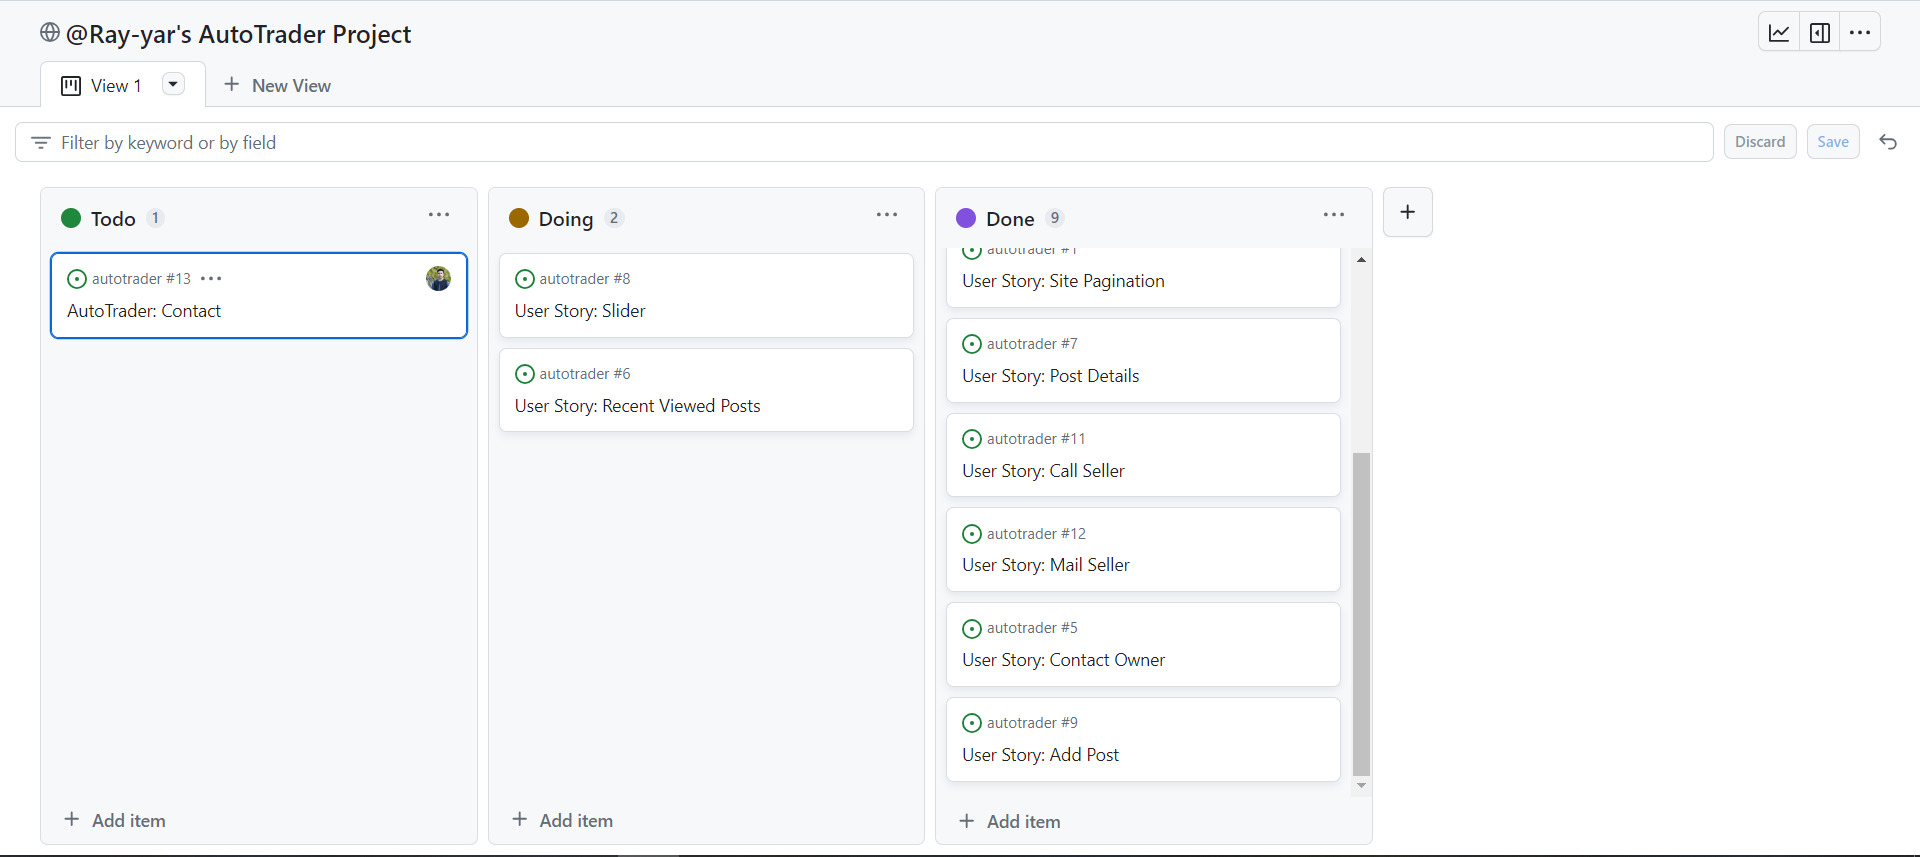 @Ray-yar's AutoTrader Project
View 1
New View
Filter by keyword or by field
Discard
Save
Todo 1
autotrader #13
AutoTrader: Contact
Add item
Doing 2
autotrader #8
User Story: Slider
autotrader #6
User Story: Recent Viewed Posts
Add item
Done 9
autotrader #1
User Story: Site Pagination
autotrader #7
User Story: Post Details
autotrader #11
User Story: Call Seller
autotrader #12
User Story: Mail Seller
autotrader #5
User Story: Contact Owner
autotrader #9
User Story: Add Post
Add item